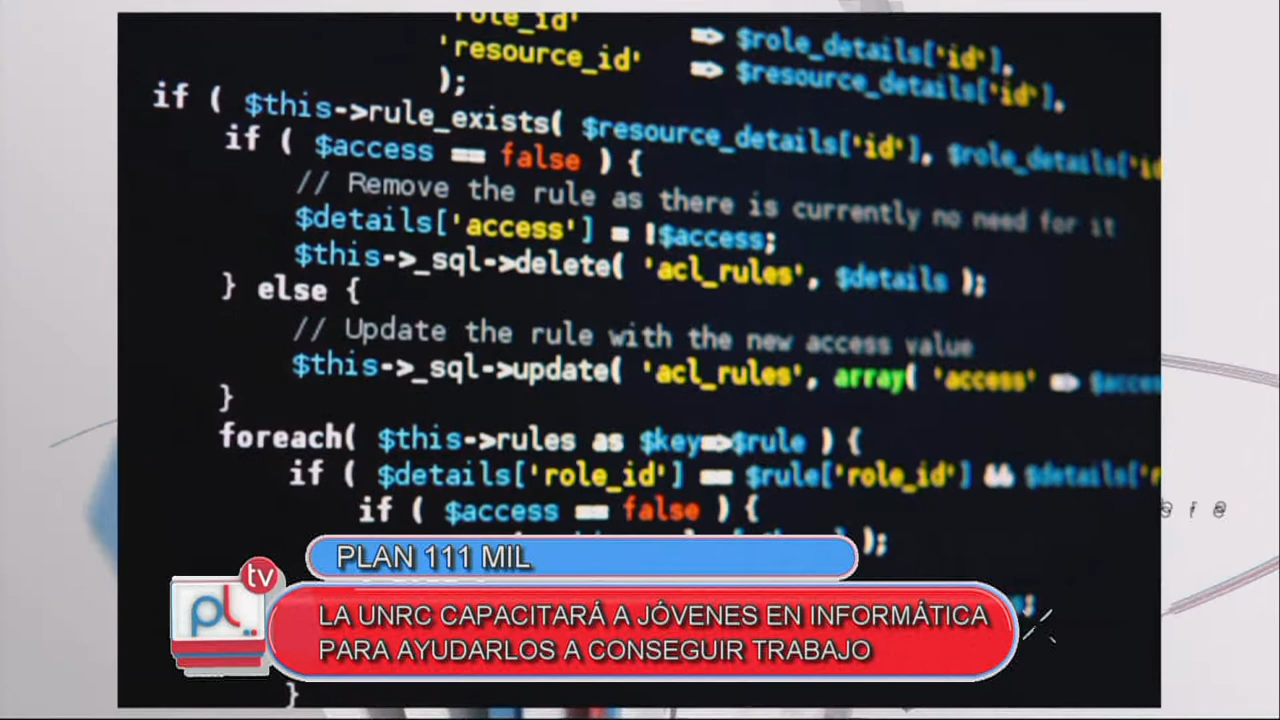 'role_id' => $role_details['id'],
'resource_id' => $resource_details['id'],
);
if ( $this->rule_exists( $resource_details['id'], $role_details['id
if ( $access == false ) {
// Remove the rule as there is currently no need for it
$details['access'] = !$access;
$this->_sql->delete( 'acl_rules', $details );
} else {
// Update the rule with the new access value
$this->_sql->update( 'acl_rules', array( 'access' => $acces
}
foreach( $this->rules as $key=>$rule ) {
if ( $details['role_id'] == $rule['role_id'] && $details['r
if ( $access == false ) {
);
PLAN 111 MIL
tv
pl..
LA UNRC CAPACITARÁ A JÓVENES EN INFORMÁTICA
PARA AYUDARLOS A CONSEGUIR TRABAJO
}